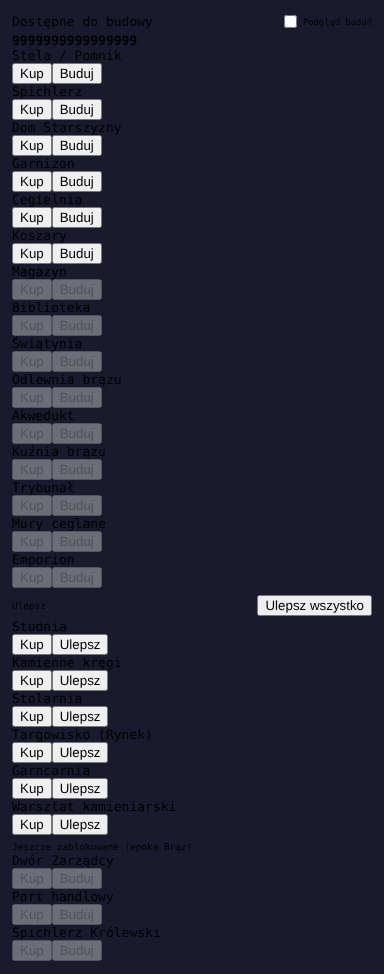 Dostępne do budowy Podgląd badań
9999999999999999
Stela / Pomnik
Kup Buduj
Spichlerz
Kup Buduj
Dom Starszyzny
Kup Buduj
Garnizon
Kup Buduj
Cegielnia
Kup Buduj
Koszary
Kup Buduj
Magazyn
Kup Buduj
Biblioteka
Kup Buduj
Świątynia
Kup Buduj
Odlewnia brązu
Kup Buduj
Akwedukt
Kup Buduj
Kuźnia brązu
Kup Buduj
Trybunał
Kup Buduj
Mury ceglane
Kup Buduj
Emporion
Kup Buduj
Ulepsz Ulepsz wszystko
Studnia
Kup Ulepsz
Kamienne kręgi
Kup Ulepsz
Stolarnia
Kup Ulepsz
Targowisko (Rynek)
Kup Ulepsz
Garncarnia
Kup Ulepsz
Warsztat kamieniarski
Kup Ulepsz
Jeszcze zablokowane (epoka Brąz)
Dwór Zarządcy
Kup Buduj
Port handlowy
Kup Buduj
Spichlerz Królewski
Kup Buduj